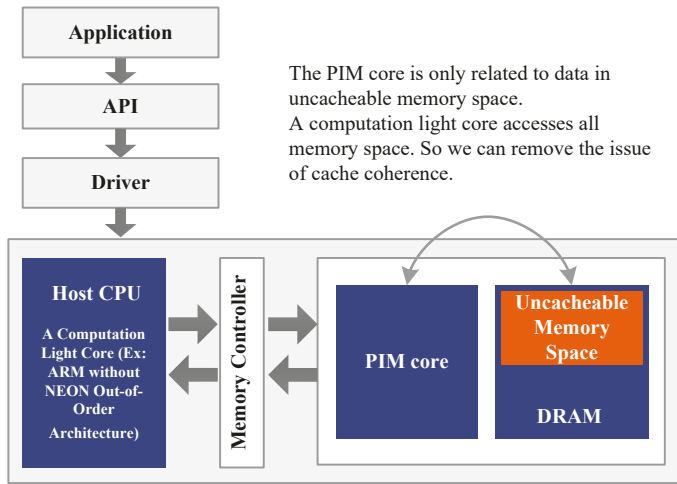 Application
API
Driver
The PIM core is only related to data in
uncacheable memory space.
A computation light core accesses all
memory space. So we can remove the issue
of cache coherence.
Host CPU
A Computation
Light Core (Ex:
ARM without
NEON Out-of-
Order
Architecture)
Memory Controller
PIM core
Uncacheable
Memory
Space
DRAM